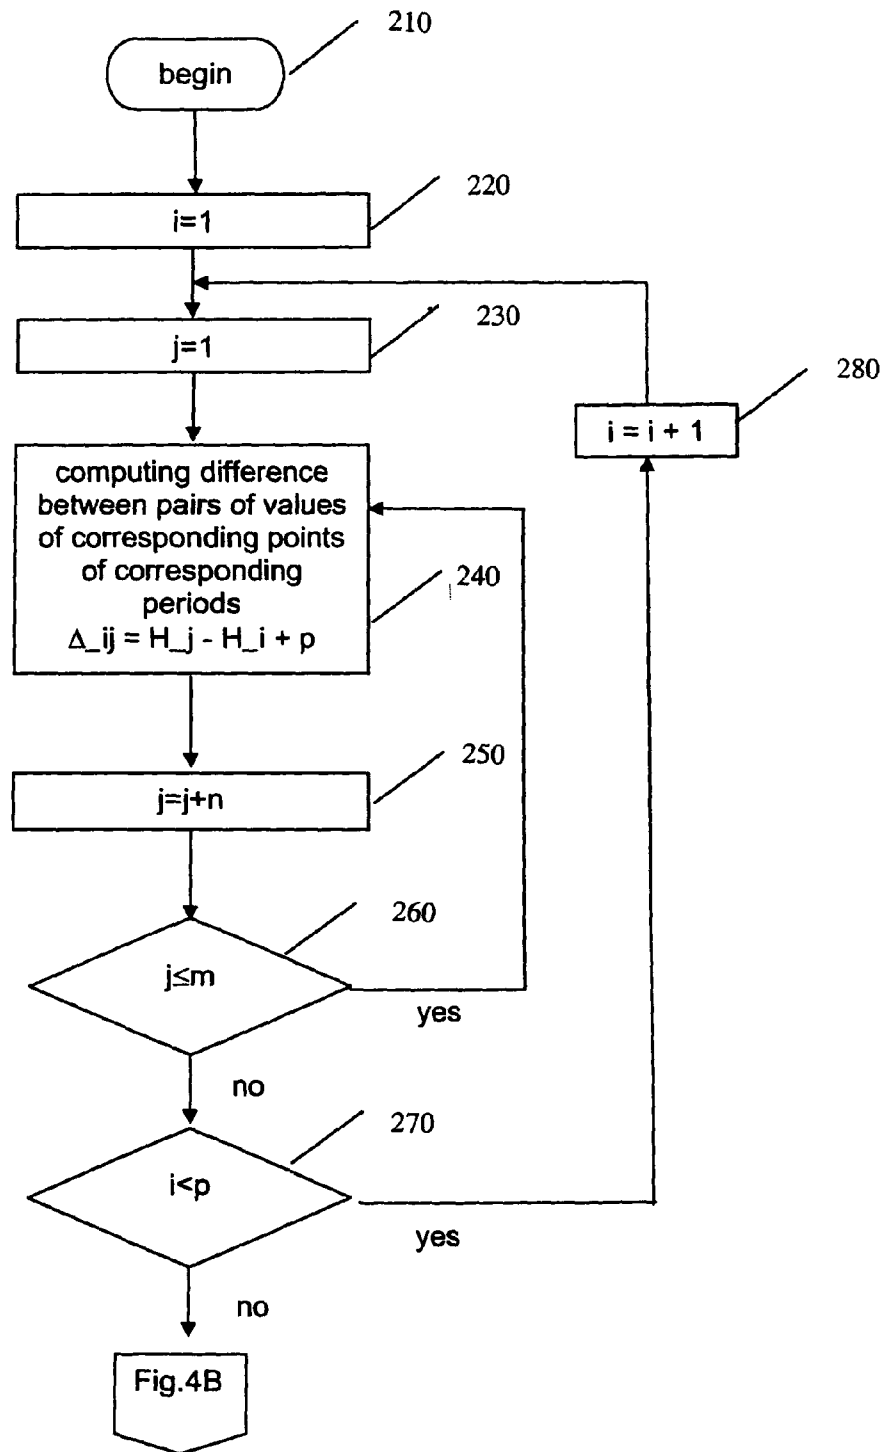 210
begin
220
i=1
230
j=1
280
i = i + 1
computing difference
between pairs of values
of corresponding points
of corresponding
periods
Δ_ij = H_j - H_i + p
240
250
j=j+n
260
j≤m
yes
no
270
i<p
yes
no
Fig.4B